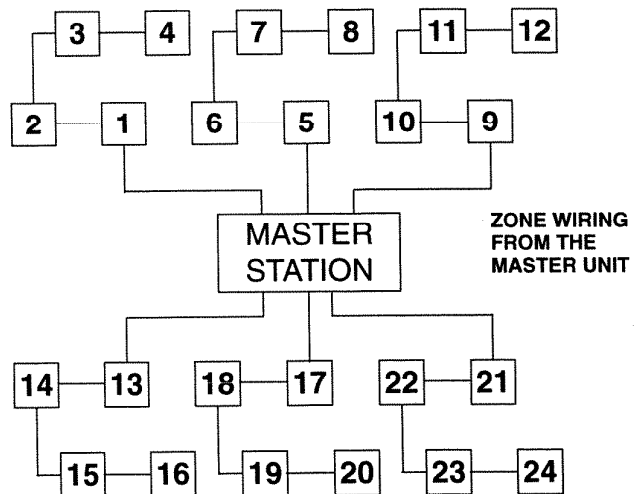 3 4 7 8 11 12
2 1 6 5 10 9
MASTER
STATION
ZONE WIRING
FROM THE
MASTER UNIT
14 13 18 17 22 21
15 16 19 20 23 24